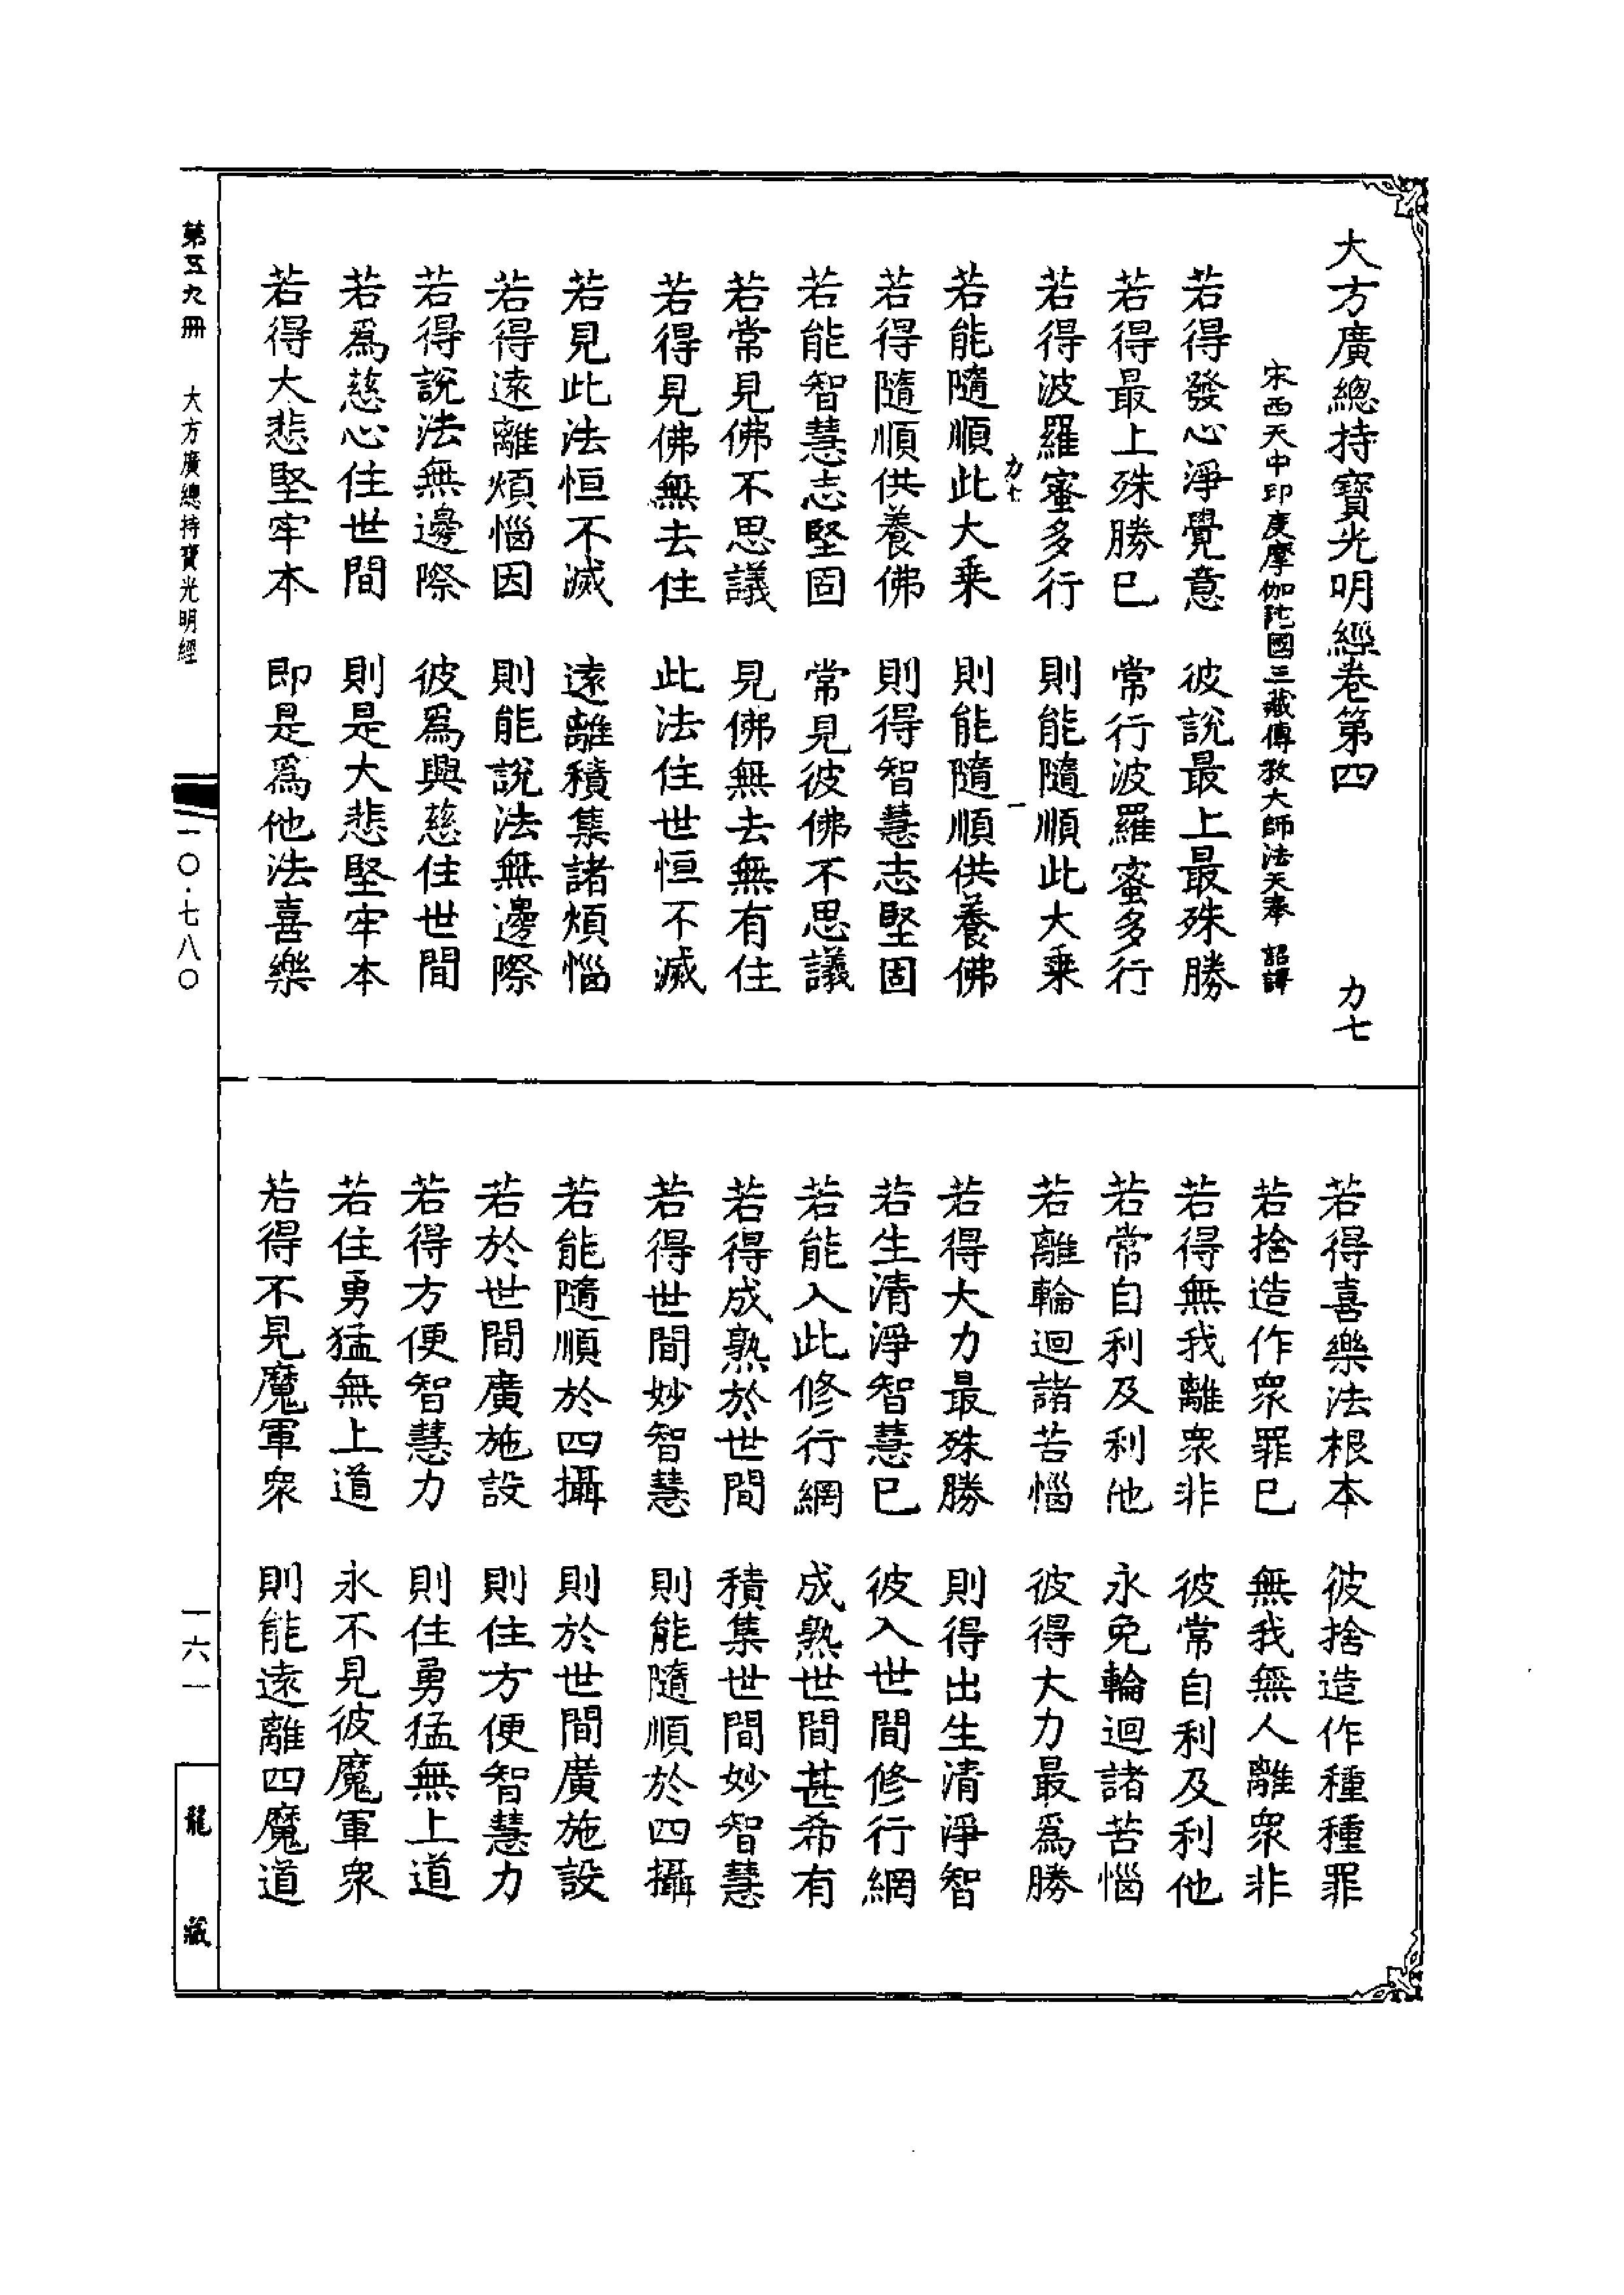 大方廣總持寶光明經卷第四　力七
宋西天中印度摩伽陀國三藏傳教大師法天奉　詔譯
若得發心淨覺意　彼說最上最殊勝
若得最上殊勝已　常行波羅蜜多行
若得波羅蜜多行　則能隨順此大乗
力七　一
若能隨順此大乗　則能隨順供養佛
若得隨順供養佛　則得智慧志堅固
若能智慧志堅固　常見彼佛不思議
若常見佛不思議　見佛無去無有住
若得見佛無去住　此法住世恒不滅
若見此法恒不滅　遠離積集諸煩惱
若得遠離煩惱因　則能說法無邊際
若得說法無邊際　彼爲興慈住世間
若爲慈心住世間　則是大悲堅牢本
若得大悲堅牢本　即是爲他法喜樂
若得喜樂法根本　彼捨造作種種罪
若捨造作衆罪已　無我無人離衆非
若得無我離衆非　彼常自利及利他
若常自利及利他　永免輪迴諸苦惱
若離輪迴諸苦惱　彼得大力最爲勝
若得大力最殊勝　則得出生清淨智
若生清淨智慧已　彼入世間修行網
若能入此修行網　成熟世間甚希有
若得成熟於世間　積集世間妙智慧
若得世間妙智慧　則能隨順於四攝
若能隨順於四攝　則於世間廣施設
若於世間廣施設　則住方便智慧力
若得方便智慧力　則住勇猛無上道
若住勇猛無上道　永不見彼魔軍衆
若得不見魔軍衆　則能遠離四魔道
第五九冊　大方廣總持寶光明經　一〇·七八〇　一六一　龍藏